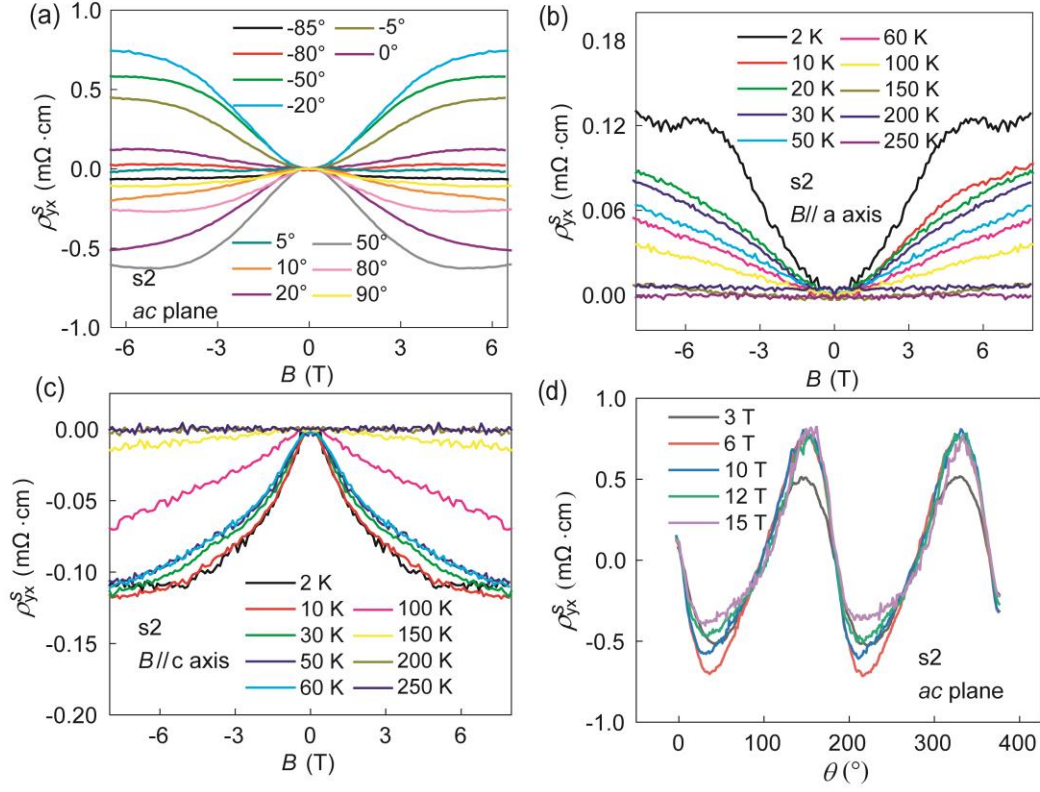 (a)
1.0
0.5
0.0
-0.5
-1.0
ρ^S_yx (mΩ·cm)
-85°
-80°
-50°
-20°
-5°
0°
5°
10°
20°
50°
80°
90°
s2
ac plane
-6
-3
0
3
6
B (T)
(b)
0.18
0.12
0.06
0.00
ρ^S_yx (mΩ·cm)
2 K
10 K
20 K
30 K
50 K
60 K
100 K
150 K
200 K
250 K
s2
B// a axis
-6
-3
0
3
6
B (T)
(c)
0.00
-0.05
-0.10
-0.15
-0.20
ρ^S_yx (mΩ·cm)
2 K
10 K
30 K
50 K
60 K
100 K
150 K
200 K
250 K
s2
B//c axis
-6
-3
0
3
6
B (T)
(d)
1.0
0.5
0.0
-0.5
-1.0
ρ^S_yx (mΩ·cm)
3 T
6 T
10 T
12 T
15 T
s2
ac plane
0
100
200
300
400
θ (°)